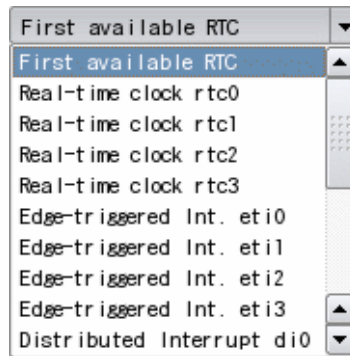 First available RTC
First available RTC
Real-time clock rtc0
Real-time clock rtc1
Real-time clock rtc2
Real-time clock rtc3
Edge-triggered Int. eti0
Edge-triggered Int. eti1
Edge-triggered Int. eti2
Edge-triggered Int. eti3
Distributed Interrupt di0